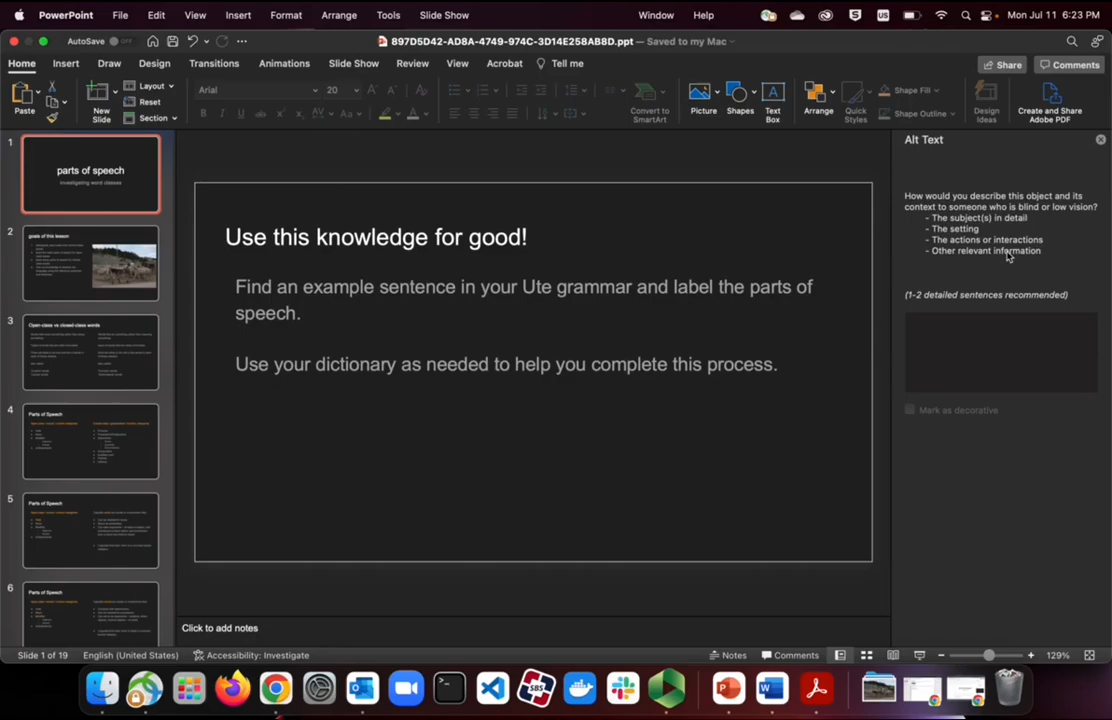 PowerPoint File Edit View Insert Format Arrange Tools Slide Show Window Help Mon Jul 11 6:23 PM
AutoSave OFF 897D5D42-AD8A-4749-974C-3D14E258AB8D.ppt — Saved to my Mac
Home Insert Draw Design Transitions Animations Slide Show Review View Acrobat Tell me Share Comments
Paste New Slide Layout Reset Section Arial 20 Convert to SmartArt Picture Shapes Text Box Arrange Quick Styles Shape Fill Shape Outline Design Ideas Create and Share Adobe PDF
1
parts of speech
Investigating word classes
2
goals of this lesson
3
Open-class vs closed-class words
4
Parts of Speech
5
Parts of Speech
6
Parts of Speech
Use this knowledge for good!
Find an example sentence in your Ute grammar and label the parts of
speech.
Use your dictionary as needed to help you complete this process.
Click to add notes
Alt Text
How would you describe this object and its
context to someone who is blind or low vision?
- The subject(s) in detail
- The setting
- The actions or interactions
- Other relevant information
(1-2 detailed sentences recommended)
Mark as decorative
Slide 1 of 19 English (United States) Accessibility: Investigate Notes Comments 129%
SBS